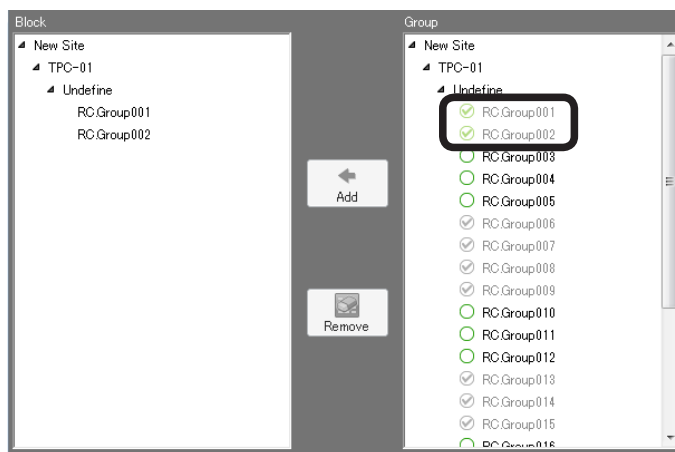 Block
New Site
TPC-01
Undefine
RC.Group001
RC.Group002
Add
Remove
Group
New Site
TPC-01
Undefine
RC.Group001
RC.Group002
RC.Group003
RC.Group004
RC.Group005
RC.Group006
RC.Group007
RC.Group008
RC.Group009
RC.Group010
RC.Group011
RC.Group012
RC.Group013
RC.Group014
RC.Group015
RC.Group016